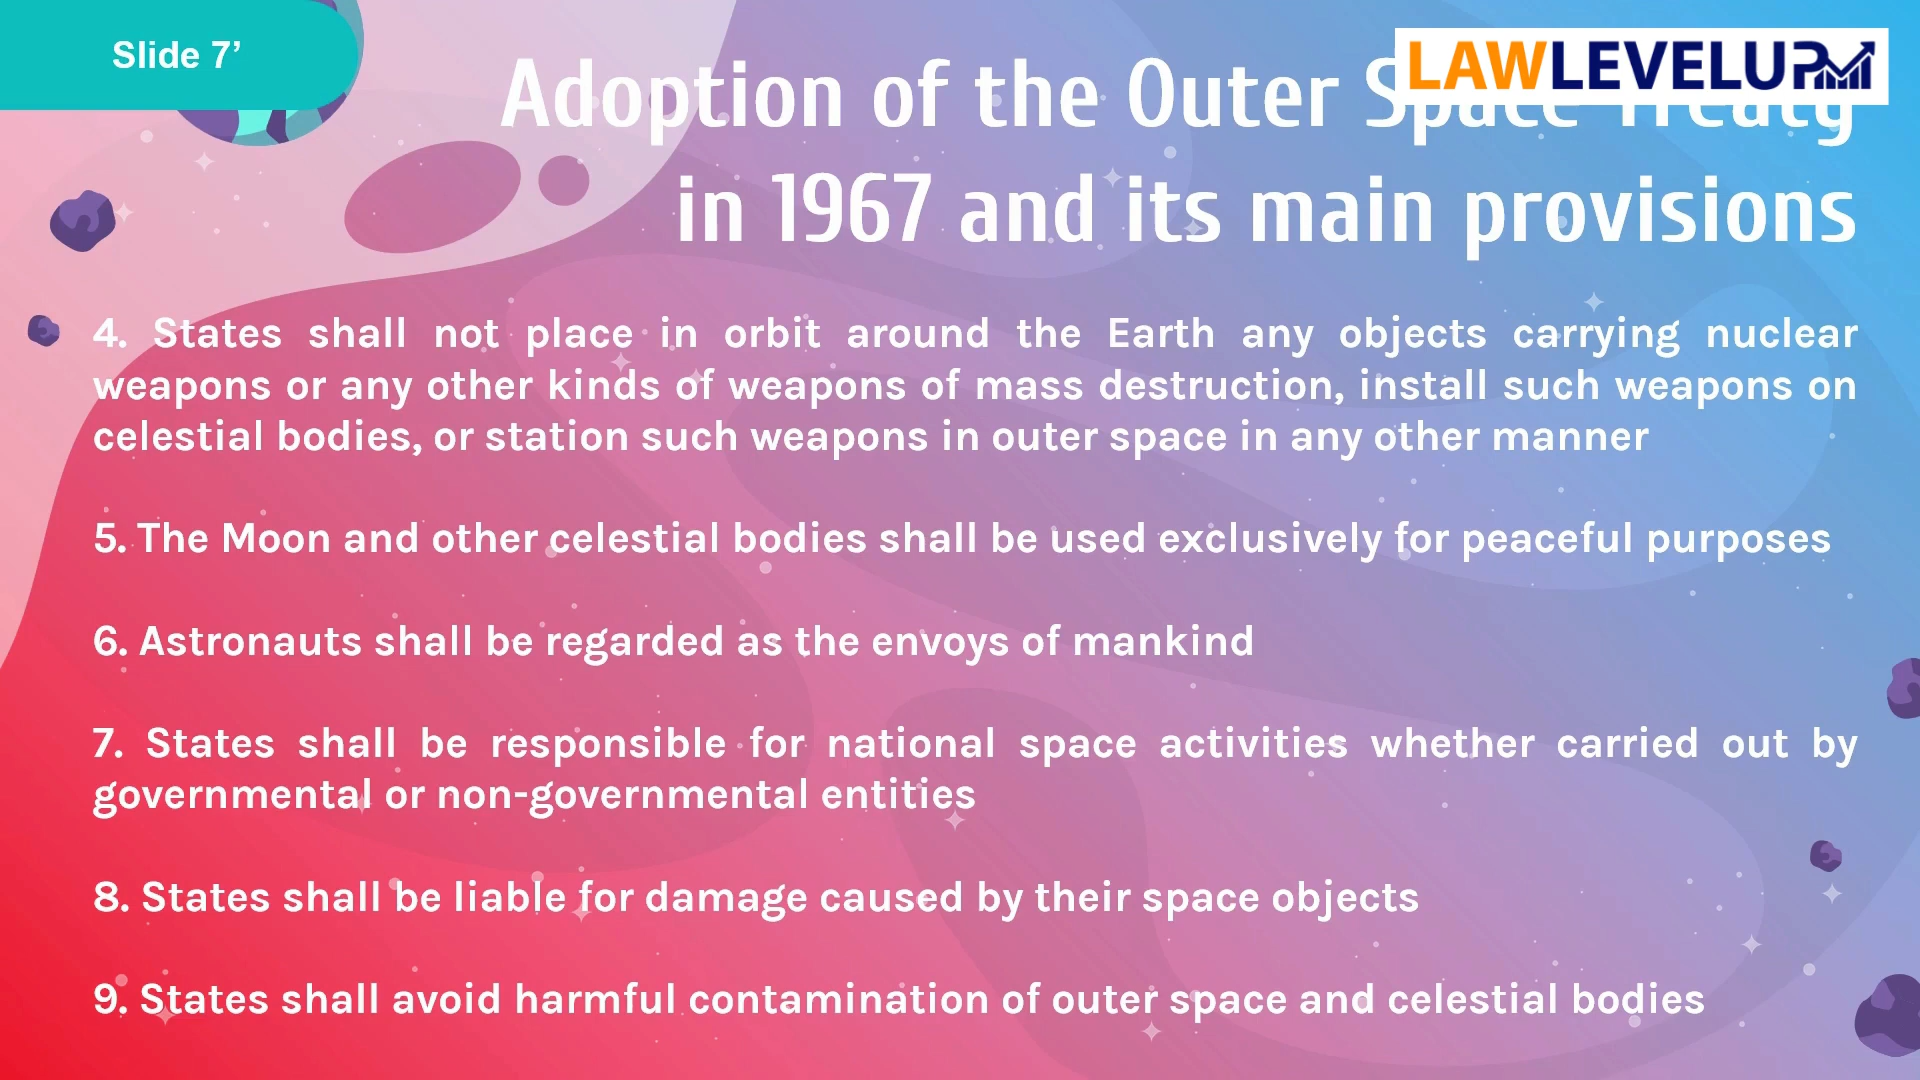 Slide 7’
LAWLEVELUP
Adoption of the Outer Space Treaty
in 1967 and its main provisions
4. States shall not place in orbit around the Earth any objects carrying nuclear
weapons or any other kinds of weapons of mass destruction, install such weapons on
celestial bodies, or station such weapons in outer space in any other manner
5. The Moon and other celestial bodies shall be used exclusively for peaceful purposes
6. Astronauts shall be regarded as the envoys of mankind
7. States shall be responsible for national space activities whether carried out by
governmental or non-governmental entities
8. States shall be liable for damage caused by their space objects
9. States shall avoid harmful contamination of outer space and celestial bodies